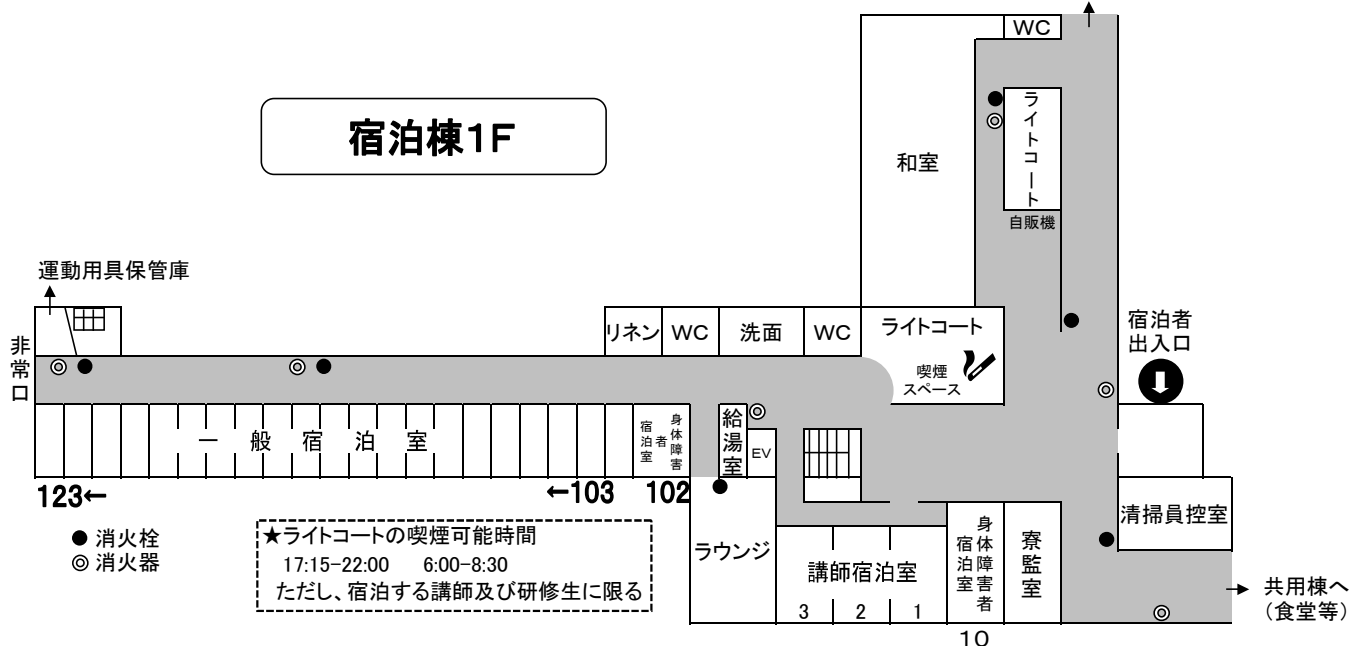 宿泊棟1F
WC
ライトコート
自販機
和室
運動用具保管庫
非常口
リネン
WC
洗面
WC
ライトコート
喫煙
スペース
宿泊者
出入口
一般宿泊室
身体障害者
宿泊室
給湯室
EV
123←
←103
102
●消火栓
◎消火器
★ライトコートの喫煙可能時間
17:15-22:00 6:00-8:30
ただし、宿泊する講師及び研修生に限る
ラウンジ
講師宿泊室
3 2 1
身体障害者
宿泊室
10
寮監室
清掃員控室
共用棟へ
(食堂等)